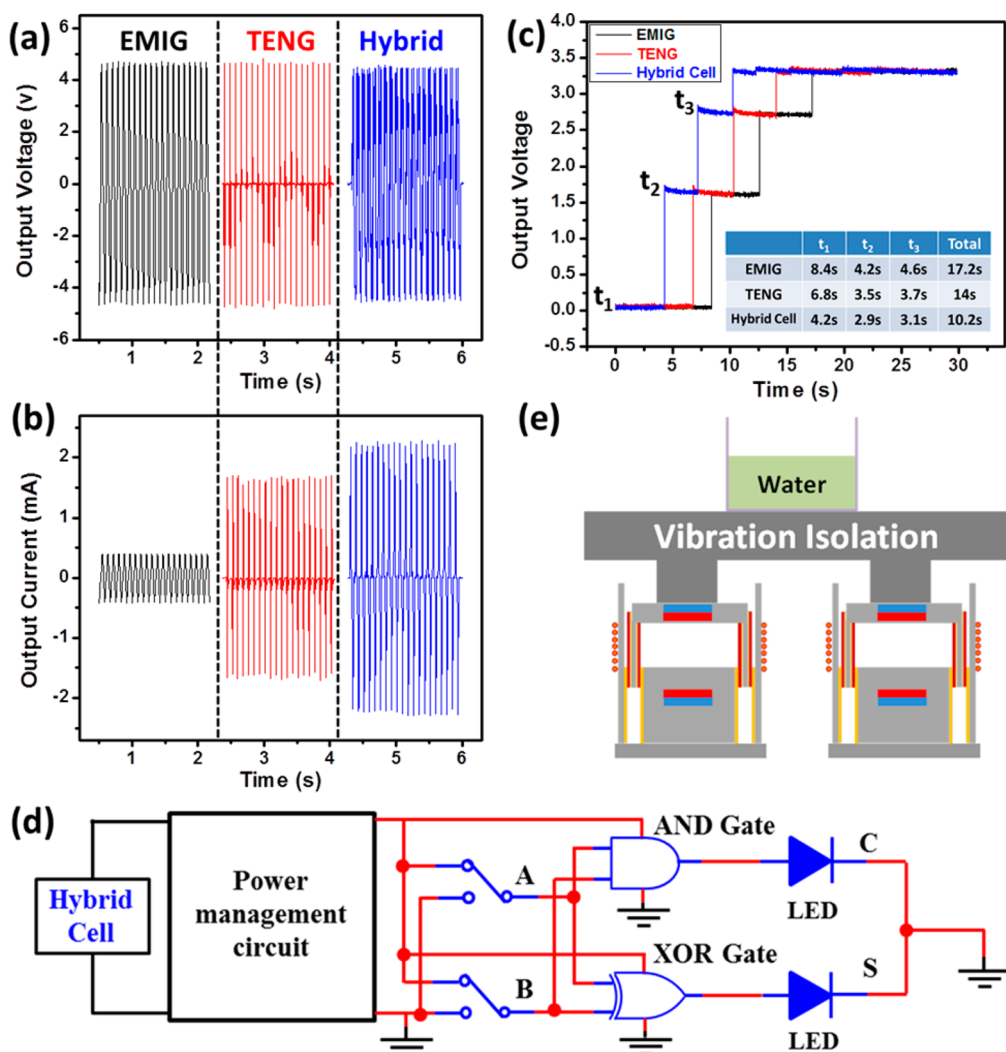 (a)
EMIG TENG Hybrid
Output Voltage (v)
6
4
2
0
-2
-4
-6
1 2 3 4 5 6
Time (s)
(b)
Output Current (mA)
2
1
0
-1
-2
1 2 3 4 5 6
Time (s)
(c)
EMIG
TENG
Hybrid Cell
Output Voltage
4.0
3.5
3.0
2.5
2.0
1.5
1.0
0.5
0.0
-0.5
t3
t2
t1
t1 t2 t3 Total
EMIG 8.4s 4.2s 4.6s 17.2s
TENG 6.8s 3.5s 3.7s 14s
Hybrid Cell 4.2s 2.9s 3.1s 10.2s
0 5 10 15 20 25 30
Time (s)
(e)
Water
Vibration Isolation
(d)
Hybrid
Cell
Power
management
circuit
A
B
AND Gate
XOR Gate
C
LED
S
LED